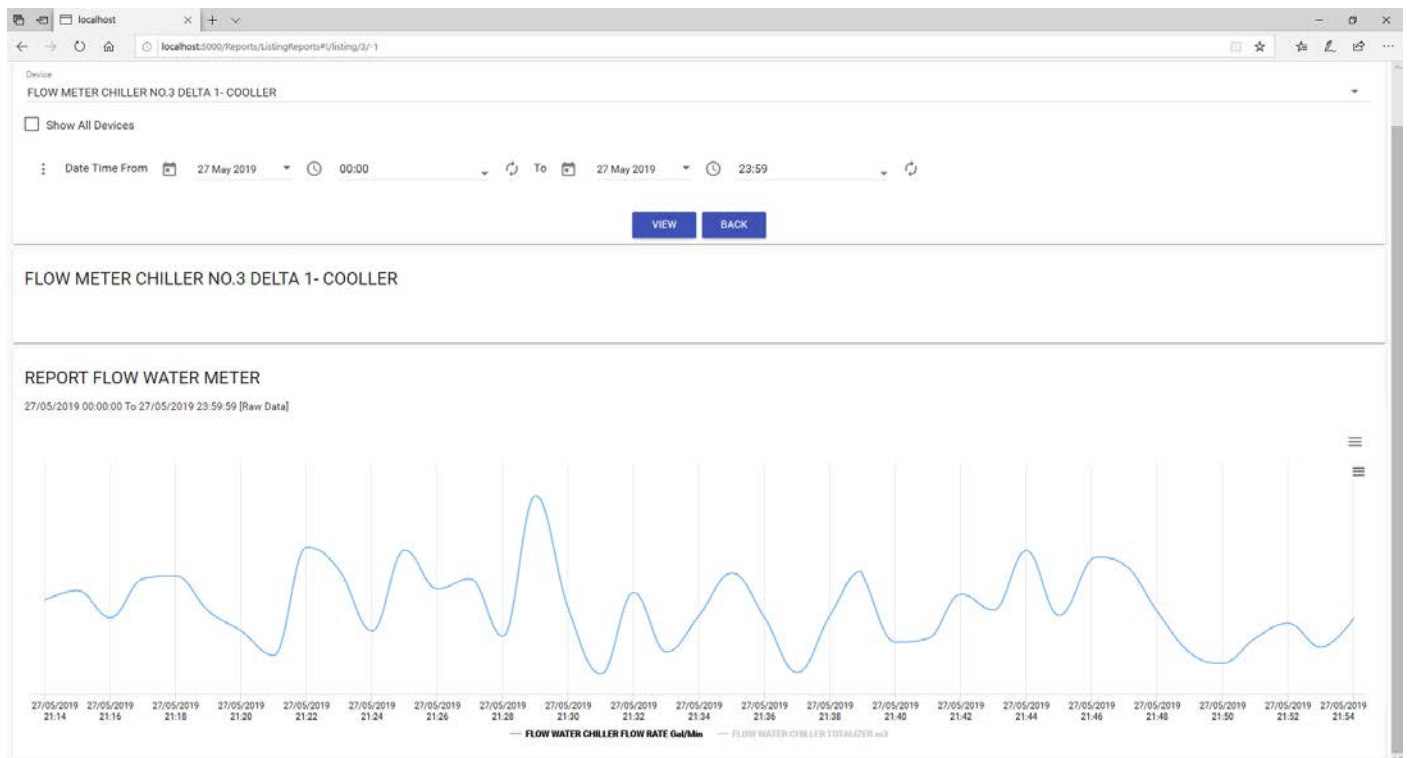 localhost
localhost:5000/Reports/ListingReports#!/listing/3/-1
Device
FLOW METER CHILLER NO.3 DELTA 1- COOLLER
Show All Devices
Date Time From 27 May 2019 00:00 To 27 May 2019 23:59
VIEW BACK
FLOW METER CHILLER NO.3 DELTA 1- COOLLER
REPORT FLOW WATER METER
27/05/2019 00:00:00 To 27/05/2019 23:59:59 [Raw Data]
27/05/2019 27/05/2019 27/05/2019 27/05/2019 27/05/2019 27/05/2019 27/05/2019 27/05/2019 27/05/2019 27/05/2019 27/05/2019 27/05/2019 27/05/2019 27/05/2019 27/05/2019 27/05/2019 27/05/2019 27/05/2019 27/05/2019 27/05/2019 27/05/2019
21:14 21:16 21:18 21:20 21:22 21:24 21:26 21:28 21:30 21:32 21:34 21:36 21:38 21:40 21:42 21:44 21:46 21:48 21:50 21:52 21:54
FLOW WATER CHILLER FLOW RATE Gal/Min FLOW WATER CHILLER TOTALIZER m3